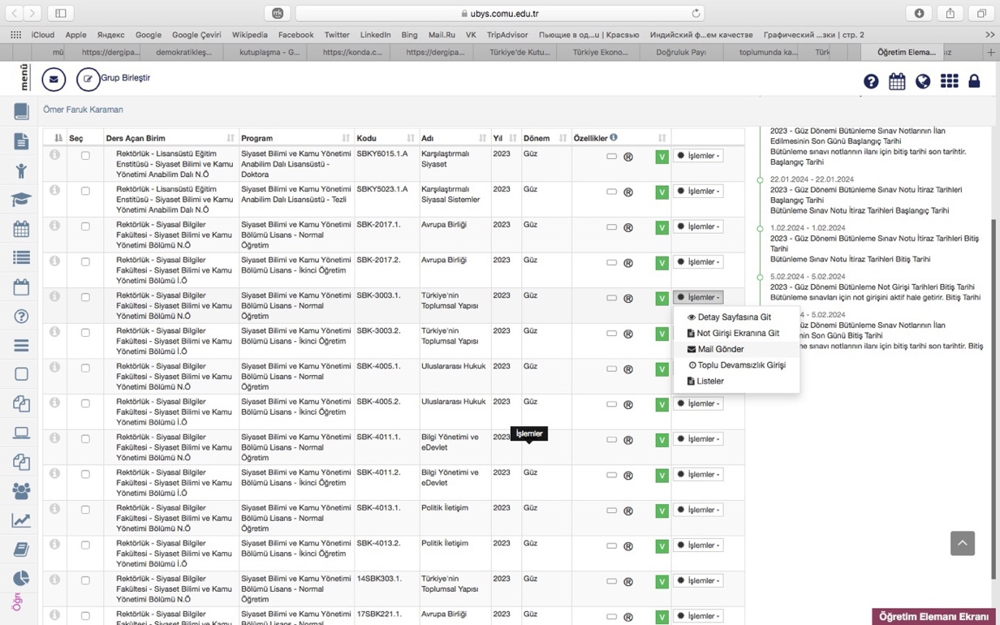 ubys.comu.edu.tr
iCloud Apple Яндекс Google Google Çeviri Wikipedia Facebook Twitter LinkedIn Bing Mail.Ru VK TripAdvisor Пьющие в од...u | Красвью Индийский ф...ем качестве Графический ...зки | стр. 2
mü https://dergipa... demokratikleş... kutuplaşma - G... https://konda.c... https://dergipa... Türkiye'de Kutu... Türkiye Ekono... Doğruluk Payı toplumunda ka... Türk Öğretim Elema... ız
menü
Grup Birleştir
Ömer Faruk Karaman
Seç Ders Açan Birim Program Kodu Adı Yıl Dönem Özellikler
Rektörlük - Lisansüstü Eğitim Siyaset Bilimi ve Kamu Yönetimi SBKY6015.1.A Karşılaştırmalı 2023 Güz V İşlemler
Enstitüsü - Siyaset Bilimi ve Kamu Anabilim Dalı Lisansüstü - Siyaset
Yönetimi Anabilim Dalı N.Ö Doktora
Rektörlük - Lisansüstü Eğitim Siyaset Bilimi ve Kamu Yönetimi SBKY5023.1.A Karşılaştırmalı 2023 Güz V İşlemler
Enstitüsü - Siyaset Bilimi ve Kamu Anabilim Dalı Lisansüstü - Tezli Siyasal Sistemler
Yönetimi Anabilim Dalı N.Ö
Rektörlük - Siyasal Bilgiler Siyaset Bilimi ve Kamu Yönetimi SBK-2017.1. Avrupa Birliği 2023 Güz V İşlemler
Fakültesi - Siyaset Bilimi ve Kamu Bölümü Lisans - Normal
Yönetimi Bölümü N.Ö Öğretim
Rektörlük - Siyasal Bilgiler Siyaset Bilimi ve Kamu Yönetimi SBK-2017.2. Avrupa Birliği 2023 Güz V İşlemler
Fakültesi - Siyaset Bilimi ve Kamu Bölümü Lisans - İkinci Öğretim
Yönetimi Bölümü İ.Ö
Rektörlük - Siyasal Bilgiler Siyaset Bilimi ve Kamu Yönetimi SBK-3003.1. Türkiye'nin 2023 Güz V İşlemler
Fakültesi - Siyaset Bilimi ve Kamu Bölümü Lisans - Normal Toplumsal Yapısı
Yönetimi Bölümü N.Ö Öğretim
Rektörlük - Siyasal Bilgiler Siyaset Bilimi ve Kamu Yönetimi SBK-3003.2. Türkiye'nin 2023 Güz V
Fakültesi - Siyaset Bilimi ve Kamu Bölümü Lisans - İkinci Öğretim Toplumsal Yapısı
Yönetimi Bölümü İ.Ö
Rektörlük - Siyasal Bilgiler Siyaset Bilimi ve Kamu Yönetimi SBK-4005.1. Uluslararası Hukuk 2023 Güz V
Fakültesi - Siyaset Bilimi ve Kamu Bölümü Lisans - Normal
Yönetimi Bölümü N.Ö Öğretim
Rektörlük - Siyasal Bilgiler Siyaset Bilimi ve Kamu Yönetimi SBK-4005.2. Uluslararası Hukuk 2023 Güz V İşlemler
Fakültesi - Siyaset Bilimi ve Kamu Bölümü Lisans - İkinci Öğretim
Yönetimi Bölümü İ.Ö
Rektörlük - Siyasal Bilgiler Siyaset Bilimi ve Kamu Yönetimi SBK-4011.1. Bilgi Yönetimi ve 2023 V İşlemler
Fakültesi - Siyaset Bilimi ve Kamu Bölümü Lisans - Normal eDevlet
Yönetimi Bölümü N.Ö Öğretim
İşlemler
Rektörlük - Siyasal Bilgiler Siyaset Bilimi ve Kamu Yönetimi SBK-4011.2. Bilgi Yönetimi ve 2023 Güz V İşlemler
Fakültesi - Siyaset Bilimi ve Kamu Bölümü Lisans - İkinci Öğretim eDevlet
Yönetimi Bölümü İ.Ö
Rektörlük - Siyasal Bilgiler Siyaset Bilimi ve Kamu Yönetimi SBK-4013.1. Politik İletişim 2023 Güz V İşlemler
Fakültesi - Siyaset Bilimi ve Kamu Bölümü Lisans - Normal
Yönetimi Bölümü N.Ö Öğretim
Rektörlük - Siyasal Bilgiler Siyaset Bilimi ve Kamu Yönetimi SBK-4013.2. Politik İletişim 2023 Güz V İşlemler
Fakültesi - Siyaset Bilimi ve Kamu Bölümü Lisans - İkinci Öğretim
Yönetimi Bölümü İ.Ö
Rektörlük - Siyasal Bilgiler Siyaset Bilimi ve Kamu Yönetimi 14SBK303.1. Türkiye'nin 2023 Güz V İşlemler
Fakültesi - Siyaset Bilimi ve Kamu Bölümü Lisans - Normal Toplumsal Yapısı
Yönetimi Bölümü N.Ö Öğretim
Rektörlük - Siyasal Bilgiler Siyaset Bilimi ve Kamu Yönetimi 17SBK221.1. Avrupa Birliği 2023 Güz V İşlemler
Fakültesi - Siyaset Bilimi ve Kamu Bölümü Lisans - Normal
Detay Sayfasına Git
Not Girişi Ekranına Git
Mail Gönder
Toplu Devamsızlık Girişi
Listeler
2023 - Güz Dönemi Bütünleme Sınav Notlarının İlan
Edilmesinin Son Günü Başlangıç Tarihi
Bütünleme sınavı notlarının ilanı için bitiş tarihi son tarihtir.
Başlangıç Tarihi
22.01.2024 - 22.01.2024
2023 - Güz Dönemi Bütünleme Sınav Notu İtiraz Tarihleri
Başlangıç Tarihi
Bütünleme Sınav Notu İtiraz Tarihleri Başlangıç Tarihi
1.02.2024 - 1.02.2024
2023 - Güz Dönemi Bütünleme Sınav Notu İtiraz Tarihleri Bitiş
Tarihi
Bütünleme Sınav Notu İtiraz Tarihleri Bitiş Tarihi
5.02.2024 - 5.02.2024
2023 - Güz Dönemi Bütünleme Not Girişi Tarihleri Bitiş Tarihi
Bütünleme sınavları için not girişini aktif hale getirir. Bitiş Tarihi
4 - 5.02.2024
üz Dönemi Bütünleme Sınav Notlarının İlan
nin Son Günü Bitiş Tarihi
me sınavı notlarının ilanı için bitiş tarihi son tarihtir. Bitiş
Öğretim Elemanı Ekranı
Öğr